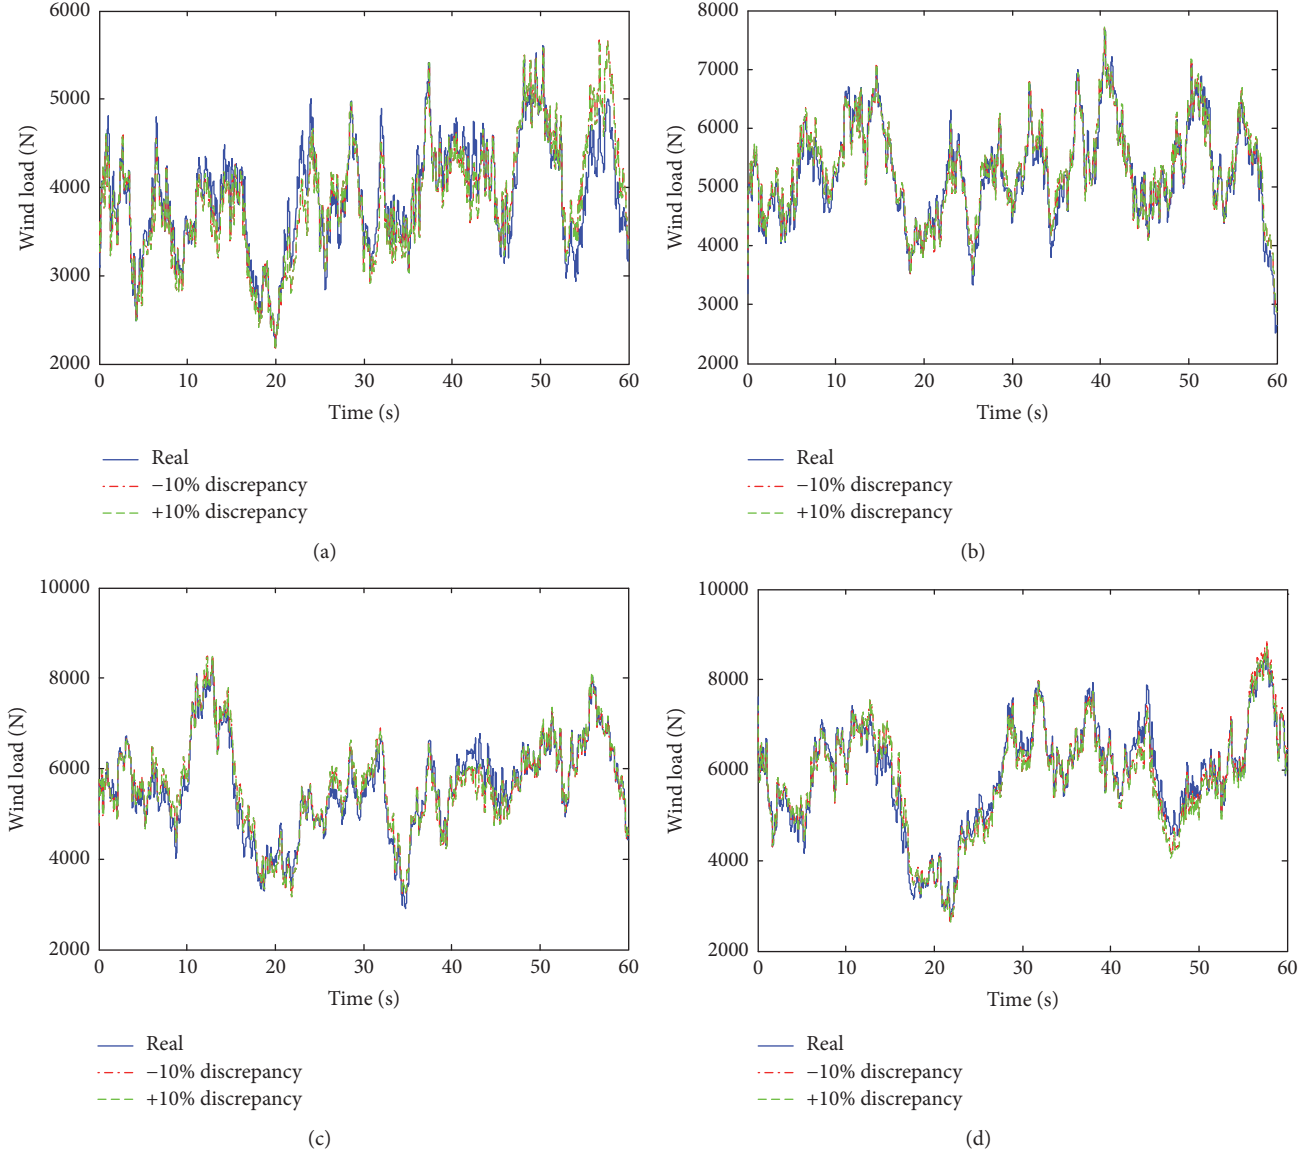 6000
5000
4000
3000
2000
Wind load (N)
0 10 20 30 40 50 60
Time (s)
Real
−10% discrepancy
+10% discrepancy
(a)
8000
7000
6000
5000
4000
3000
2000
Wind load (N)
0 10 20 30 40 50 60
Time (s)
Real
−10% discrepancy
+10% discrepancy
(b)
10000
8000
6000
4000
2000
Wind load (N)
0 10 20 30 40 50 60
Time (s)
Real
−10% discrepancy
+10% discrepancy
(c)
10000
8000
6000
4000
2000
Wind load (N)
0 10 20 30 40 50 60
Time (s)
Real
−10% discrepancy
+10% discrepancy
(d)